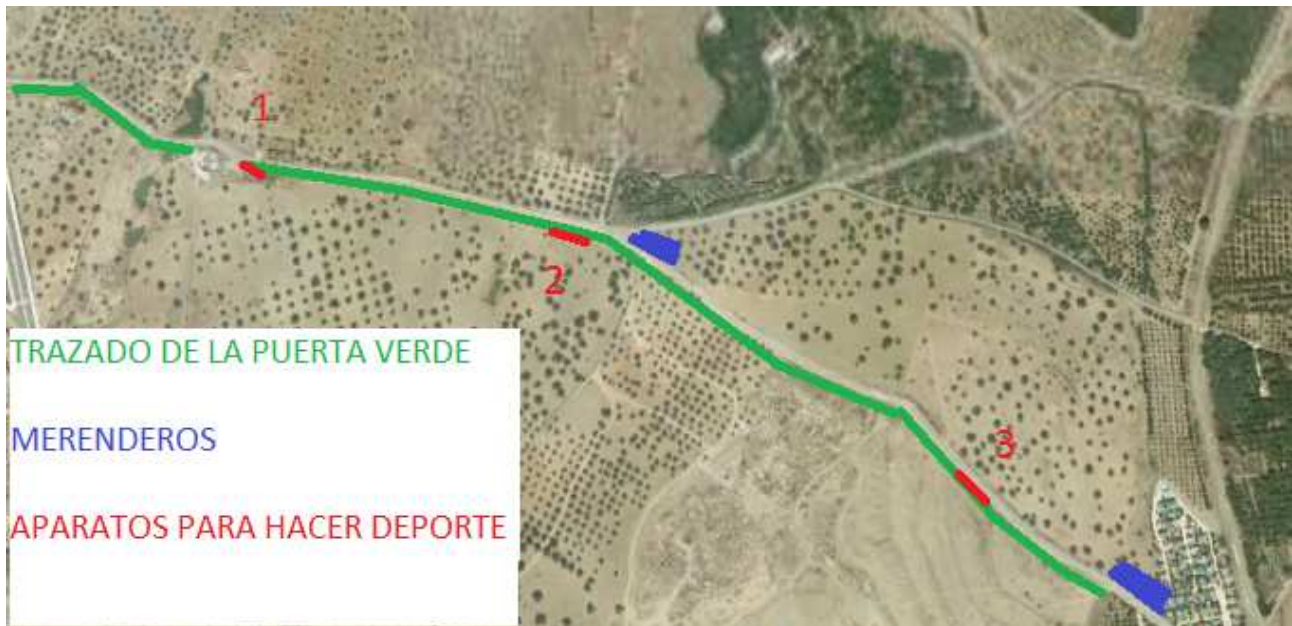 1
2
3
TRAZADO DE LA PUERTA VERDE
MERENDEROS
APARATOS PARA HACER DEPORTE